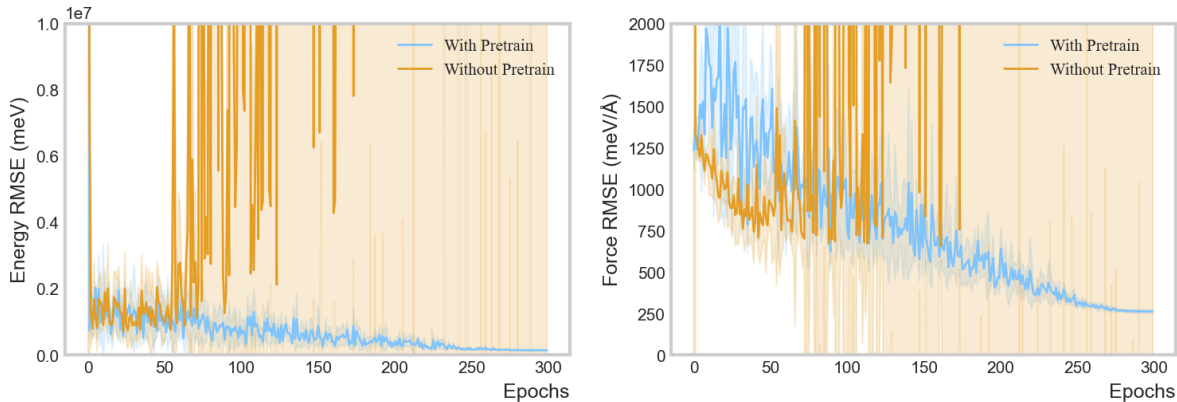 1e7
1.0
0.8
0.6
0.4
0.2
0.0
Energy RMSE (meV)
With Pretrain
Without Pretrain
0 50 100 150 200 250 300
Epochs
2000
1750
1500
1250
1000
750
500
250
0
Force RMSE (meV/Å)
With Pretrain
Without Pretrain
0 50 100 150 200 250 300
Epochs